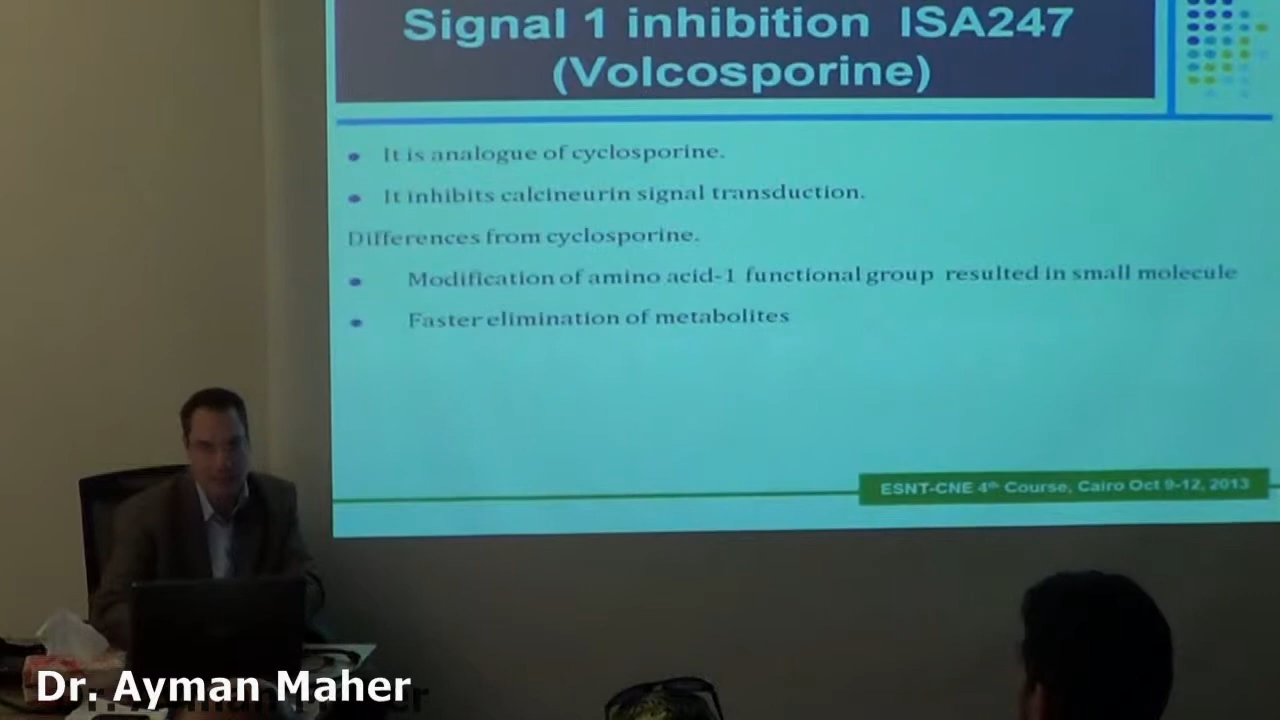 Signal 1 inhibition ISA247
(Volcosporine)
It is analogue of cyclosporine.
It inhibits calcineurin signal transduction.
Differences from cyclosporine.
Modification of amino acid-1 functional group resulted in small molecule
Faster elimination of metabolites
ESNT-CNE 4th Course, Cairo Oct 9-12, 2013
Dr. Ayman Maher